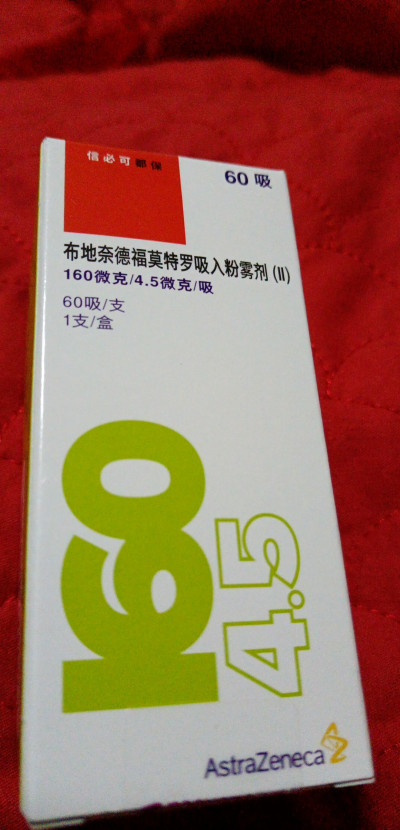 信必可都保
60 吸
布地奈德福莫特罗吸入粉雾剂(II)
160微克/4.5微克/吸
60吸/支
1支/盒
160
4.5
AstraZeneca